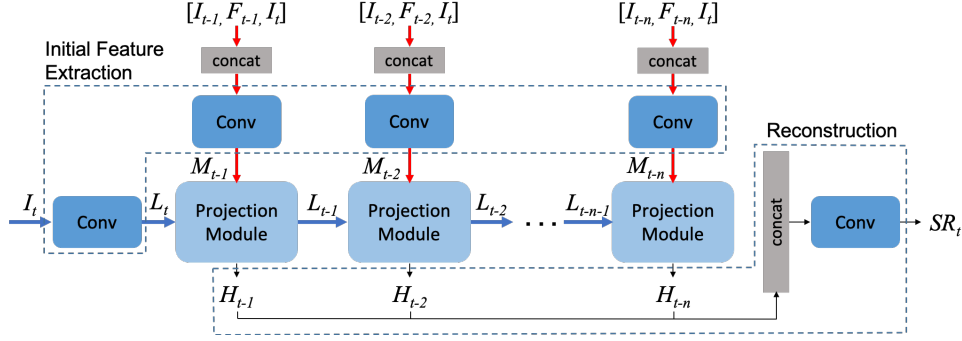 [I_{t-1}, F_{t-1}, I_t]
[I_{t-2}, F_{t-2}, I_t]
[I_{t-n}, F_{t-n}, I_t]
Initial Feature
Extraction
concat
concat
concat
Conv
Conv
Conv
Reconstruction
M_{t-1}
M_{t-2}
M_{t-n}
I_t
Conv
L_t
Projection
Module
L_{t-1}
Projection
Module
L_{t-2}
...
L_{t-n-1}
Projection
Module
concat
Conv
SR_t
H_{t-1}
H_{t-2}
H_{t-n}